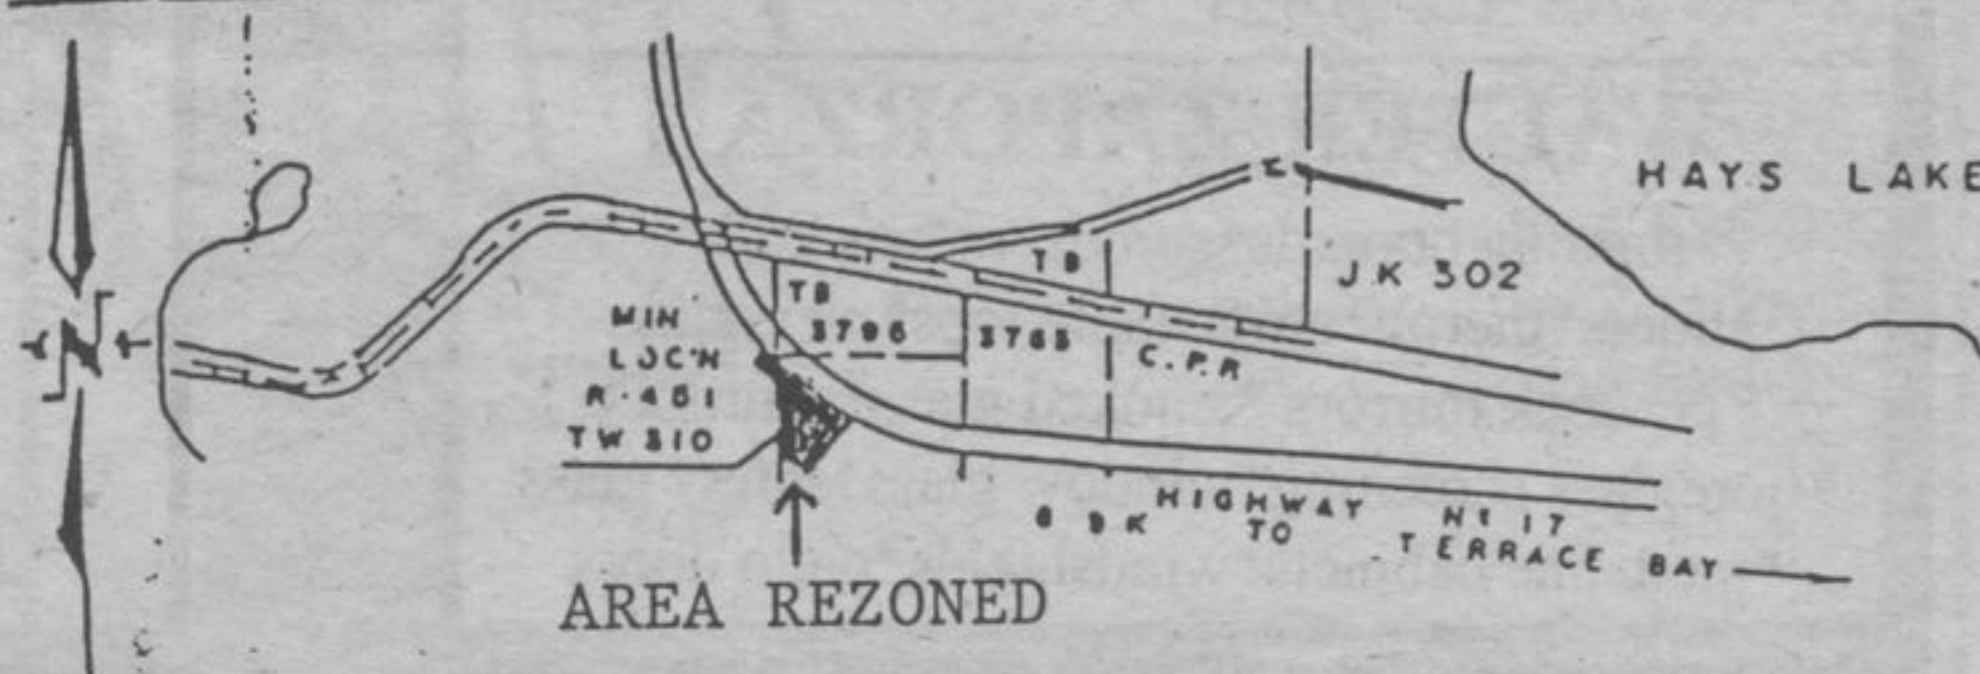 N
HAYS LAKE
TB
J.K 302
TB
3796
3765
C.P.R
MIN
LOC'N
R-451
TW 310
HIGHWAY Nº 17
TO TERRACE BAY
AREA REZONED